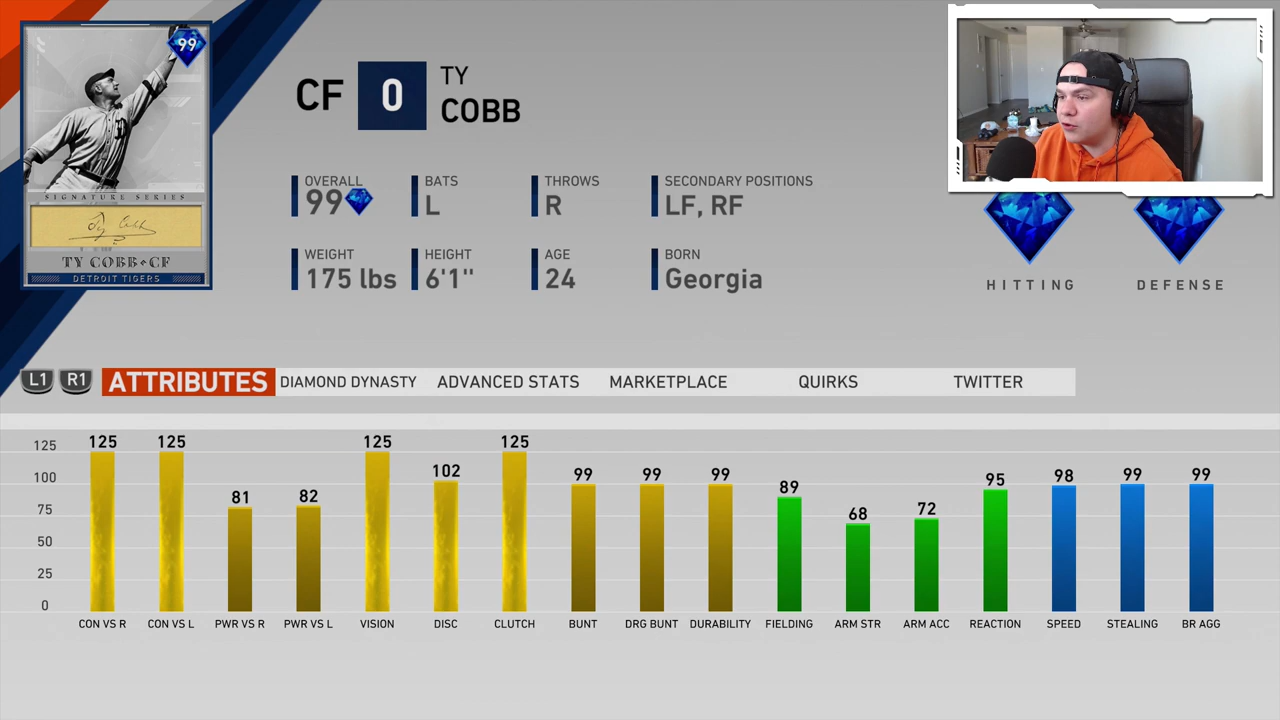 99
SIGNATURE SERIES
Ty Cobb
TY COBB CF
DETROIT TIGERS
CF 0 TY COBB
OVERALL
99
BATS
L
THROWS
R
SECONDARY POSITIONS
LF, RF
WEIGHT
175 lbs
HEIGHT
6'1"
AGE
24
BORN
Georgia
HITTING
DEFENSE
L1 R1 ATTRIBUTES DIAMOND DYNASTY ADVANCED STATS MARKETPLACE QUIRKS TWITTER
125
100
75
50
25
0
125 125 81 82 125 102 125 99 99 99 89 68 72 95 98 99 99
CON VS R CON VS L PWR VS R PWR VS L VISION DISC CLUTCH BUNT DRG BUNT DURABILITY FIELDING ARM STR ARM ACC REACTION SPEED STEALING BR AGG